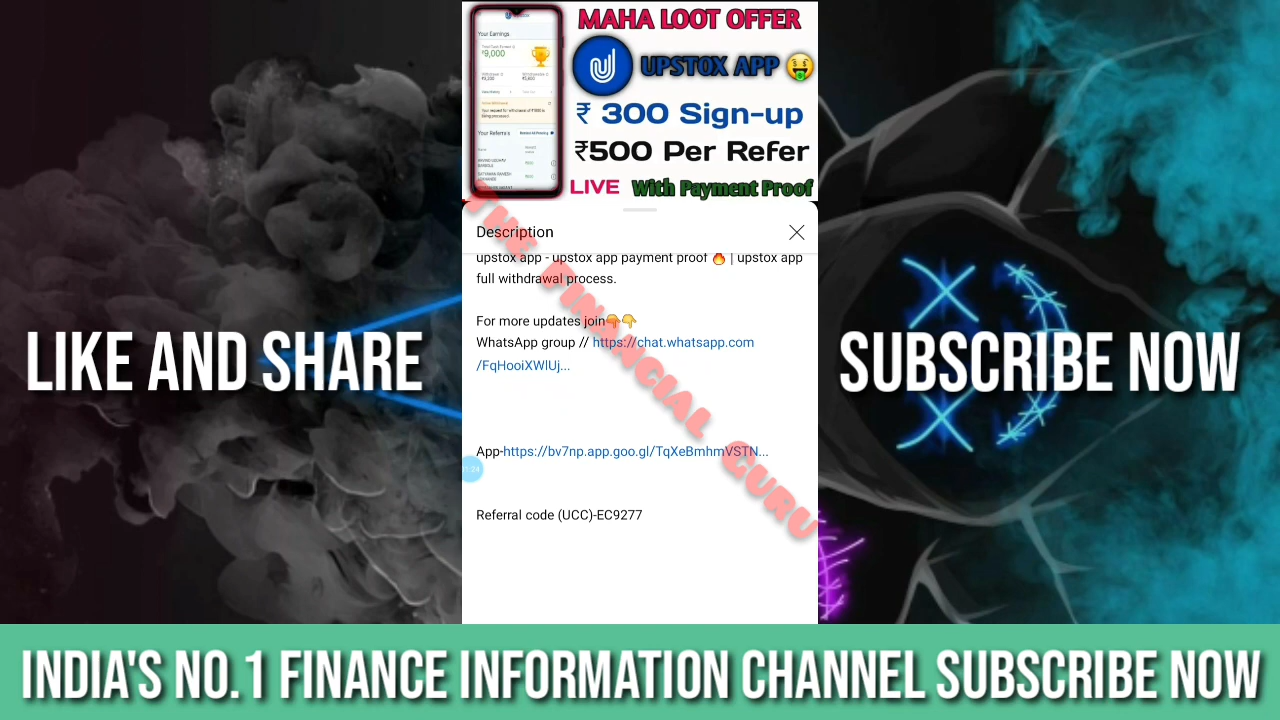 MAHA LOOT OFFER
UPSTOX APP
₹ 300 Sign-up
₹500 Per Refer
LIVE With Payment Proof
Your Earnings
₹9,000
Your Referrals
Description
upstox app - upstox app payment proof 🔥 | upstox app
full withdrawal process.
For more updates join👇👇
WhatsApp group // https://chat.whatsapp.com
/FqHooiXWlUj...
App-https://bv7np.app.goo.gl/TqXeBmhmVSTN...
Referral code (UCC)-EC9277
THE FININCIAL GURU
LIKE AND SHARE
SUBSCRIBE NOW
INDIA'S NO.1 FINANCE INFORMATION CHANNEL SUBSCRIBE NOW